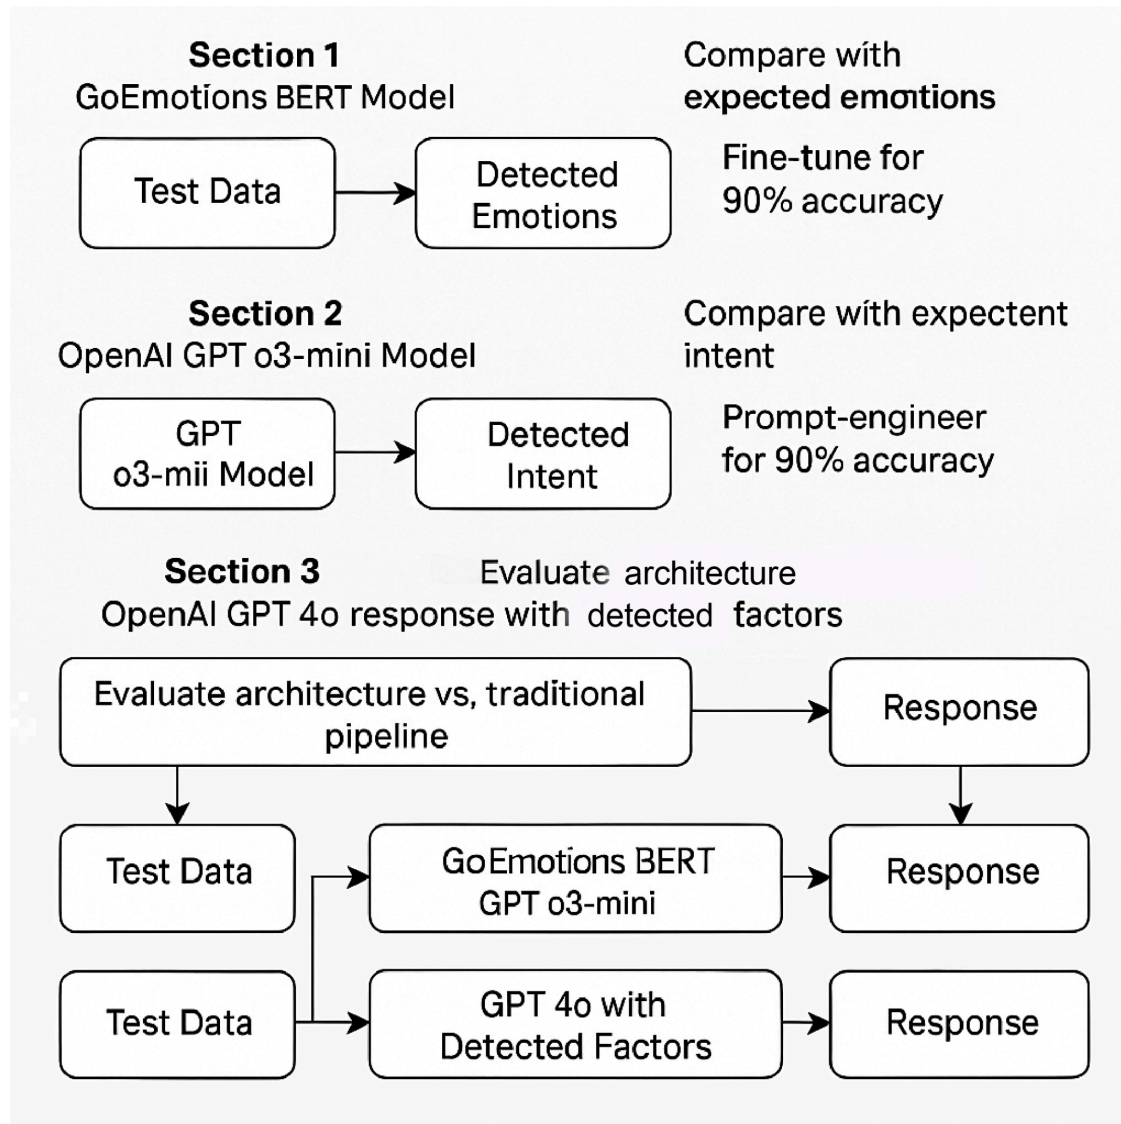 Section 1
GoEmotions BERT Model
Compare with
expected emotions
Test Data
Detected
Emotions
Fine-tune for
90% accuracy
Section 2
OpenAI GPT o3-mini Model
Compare with expectent
intent
GPT
o3-mii Model
Detected
Intent
Prompt-engineer
for 90% accuracy
Section 3
Evaluate architecture
OpenAI GPT 4o response with detected factors
Evaluate architecture vs, traditional
pipeline
Response
Test Data
GoEmotions BERT
GPT o3-mini
Response
Test Data
GPT 4o with
Detected Factors
Response